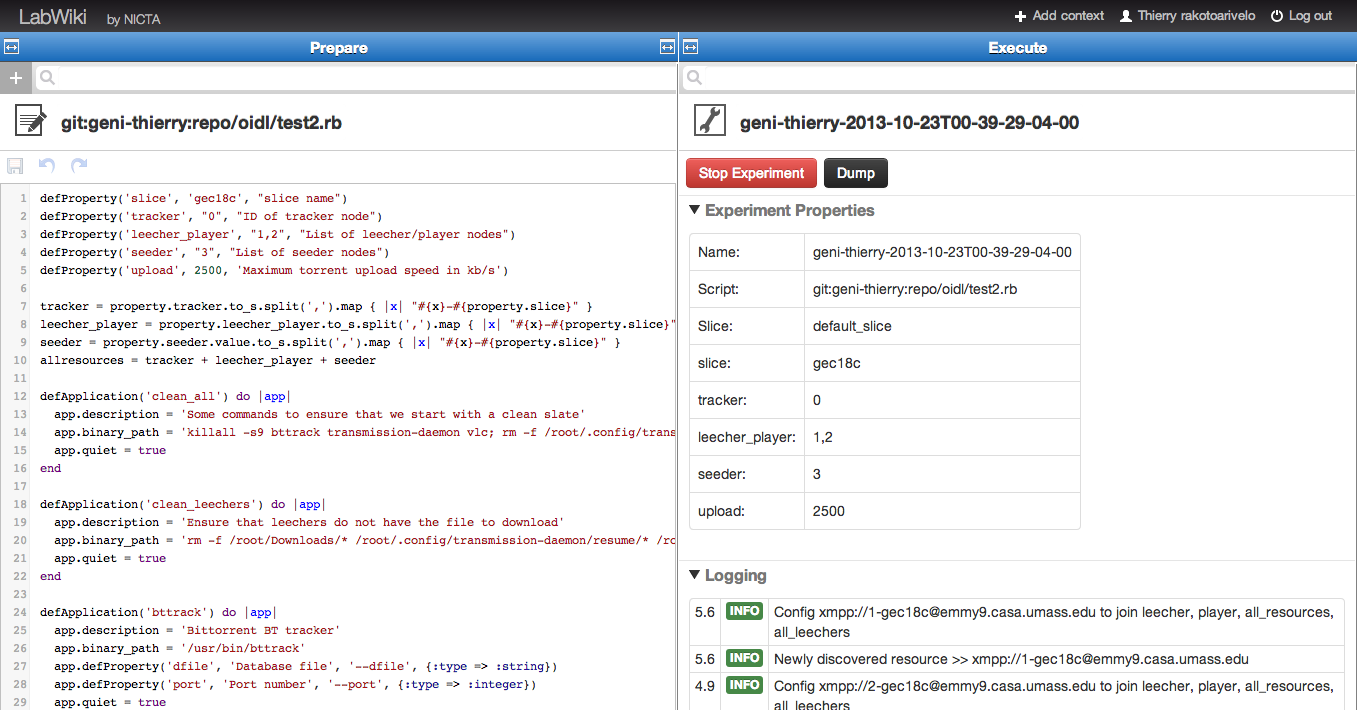 LabWiki by NICTA
Add context Thierry rakotoarivelo Log out
Prepare
git:geni-thierry:repo/oidl/test2.rb
1 defProperty('slice', 'gec18c', "slice name")
2 defProperty('tracker', "0", "ID of tracker node")
3 defProperty('leecher_player', "1,2", "List of leecher/player nodes")
4 defProperty('seeder', "3", "List of seeder nodes")
5 defProperty('upload', 2500, 'Maximum torrent upload speed in kb/s')
6
7 tracker = property.tracker.to_s.split(',').map { |x| "#{x}-#{property.slice}" }
8 leecher_player = property.leecher_player.to_s.split(',').map { |x| "#{x}-#{property.slice}"
9 seeder = property.seeder.value.to_s.split(',').map { |x| "#{x}-#{property.slice}" }
10 allresources = tracker + leecher_player + seeder
11
12 defApplication('clean_all') do |app|
13 app.description = 'Some commands to ensure that we start with a clean slate'
14 app.binary_path = 'killall -s9 bttrack transmission-daemon vlc; rm -f /root/.config/trans
15 app.quiet = true
16 end
17
18 defApplication('clean_leechers') do |app|
19 app.description = 'Ensure that leechers do not have the file to download'
20 app.binary_path = 'rm -f /root/Downloads/* /root/.config/transmission-daemon/resume/* /ro
21 app.quiet = true
22 end
23
24 defApplication('bttrack') do |app|
25 app.description = 'Bittorrent BT tracker'
26 app.binary_path = '/usr/bin/bttrack'
27 app.defProperty('dfile', 'Database file', '--dfile', {:type => :string})
28 app.defProperty('port', 'Port number', '--port', {:type => :integer})
29 app.quiet = true
Execute
geni-thierry-2013-10-23T00-39-29-04-00
Stop Experiment Dump
Experiment Properties
Name: geni-thierry-2013-10-23T00-39-29-04-00
Script: git:geni-thierry:repo/oidl/test2.rb
Slice: default_slice
slice: gec18c
tracker: 0
leecher_player: 1,2
seeder: 3
upload: 2500
Logging
5.6 INFO Config xmpp://1-gec18c@emmy9.casa.umass.edu to join leecher, player, all_resources,
all_leechers
5.6 INFO Newly discovered resource >> xmpp://1-gec18c@emmy9.casa.umass.edu
4.9 INFO Config xmpp://2-gec18c@emmy9.casa.umass.edu to join leecher, player, all_resources,
all_leechers